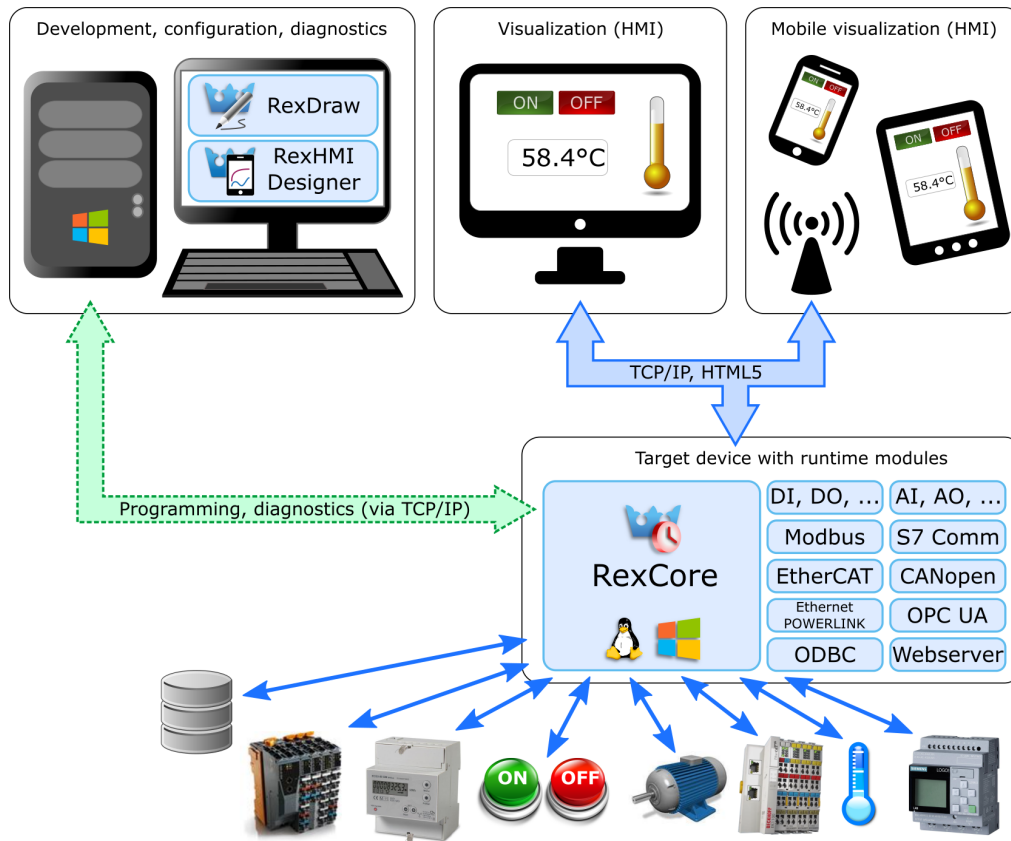 Development, configuration, diagnostics
Visualization (HMI)
Mobile visualization (HMI)
RexDraw
RexHMI
Designer
ON OFF
58.4°C
ON OFF
58.4°C
ON OFF
58.4°C
TCP/IP, HTML5
Programming, diagnostics (via TCP/IP)
Target device with runtime modules
RexCore
DI, DO, ...
AI, AO, ...
Modbus
S7 Comm
EtherCAT
CANopen
Ethernet
POWERLINK
OPC UA
ODBC
Webserver
ON
OFF
SIEMENS
LOGO!